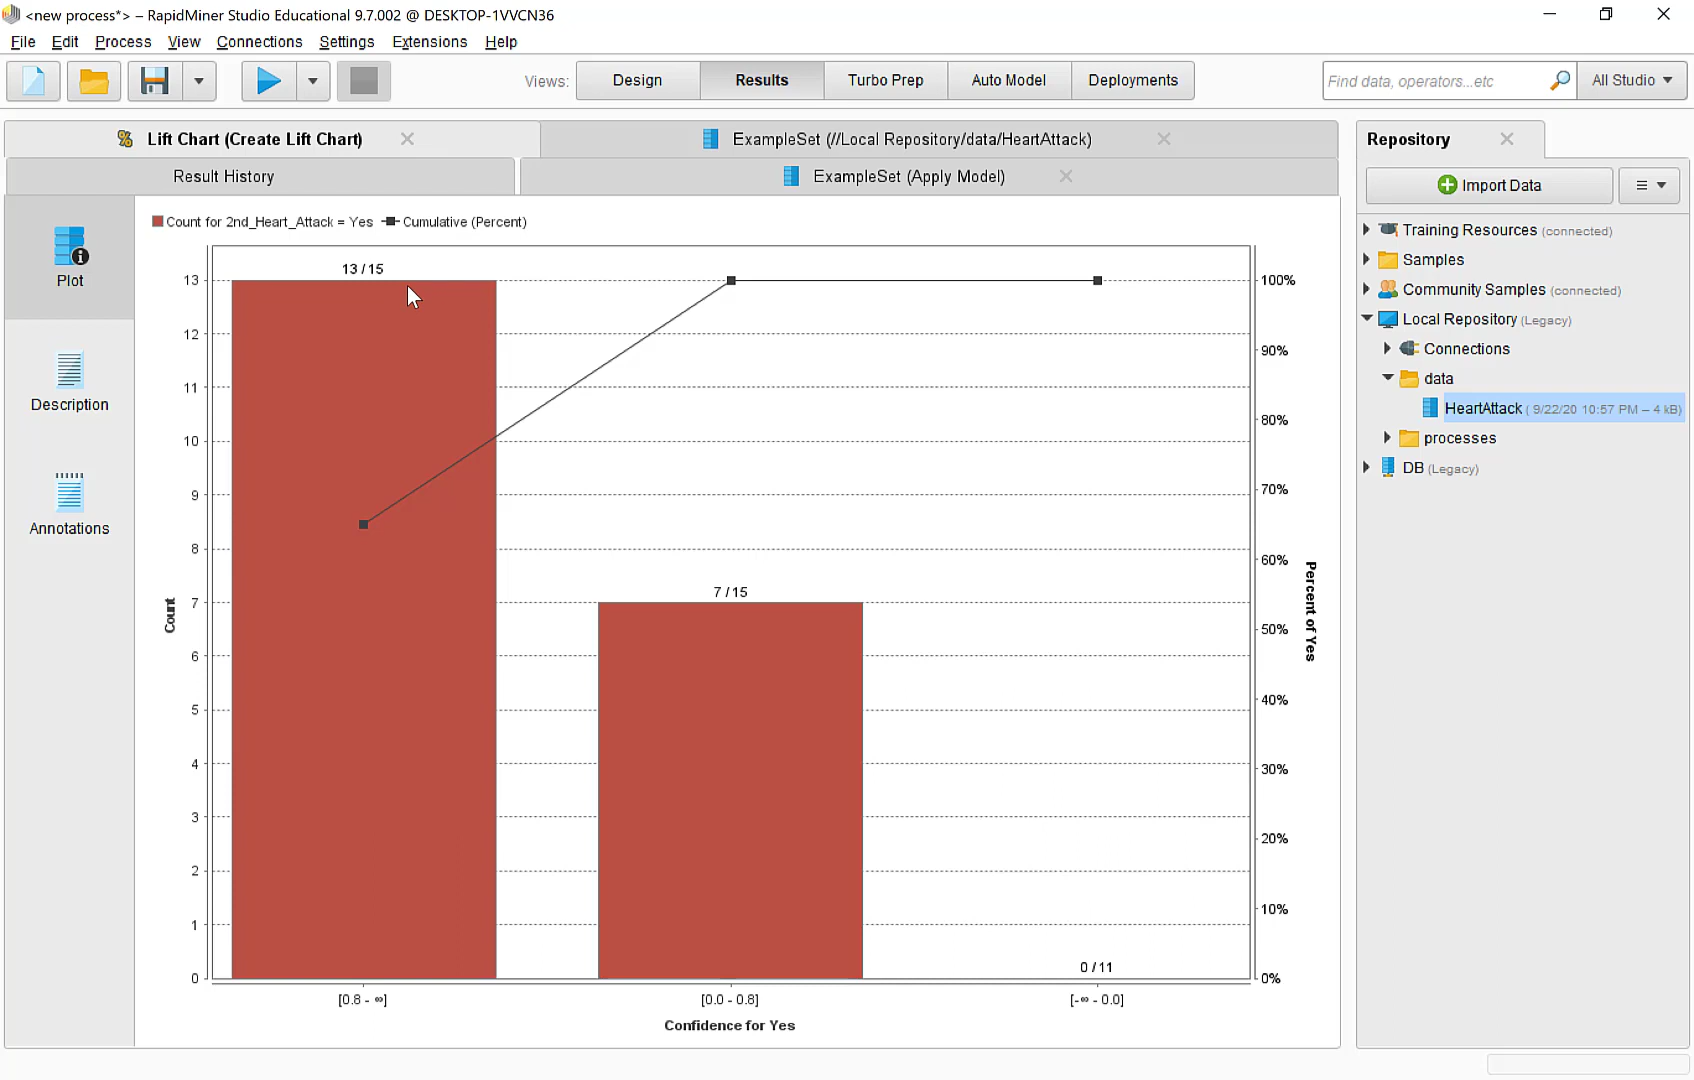 <new process*> – RapidMiner Studio Educational 9.7.002 @ DESKTOP-1VVCN36
File Edit Process View Connections Settings Extensions Help
Views: Design Results Turbo Prep Auto Model Deployments
Find data, operators...etc
All Studio
Lift Chart (Create Lift Chart)
ExampleSet (//Local Repository/data/HeartAttack)
Result History
ExampleSet (Apply Model)
Plot
Description
Annotations
Count for 2nd_Heart_Attack = Yes Cumulative (Percent)
13 / 15
7 / 15
0 / 11
13
12
11
10
9
8
7
6
5
4
3
2
1
0
Count
100%
90%
80%
70%
60%
50%
40%
30%
20%
10%
0%
Percent of Yes
[0.8 - ∞] [0.0 - 0.8] [-∞ - 0.0]
Confidence for Yes
Repository
Import Data
Training Resources (connected)
Samples
Community Samples (connected)
Local Repository (Legacy)
Connections
data
HeartAttack ( 9/22/20 10:57 PM – 4 kB)
processes
DB (Legacy)